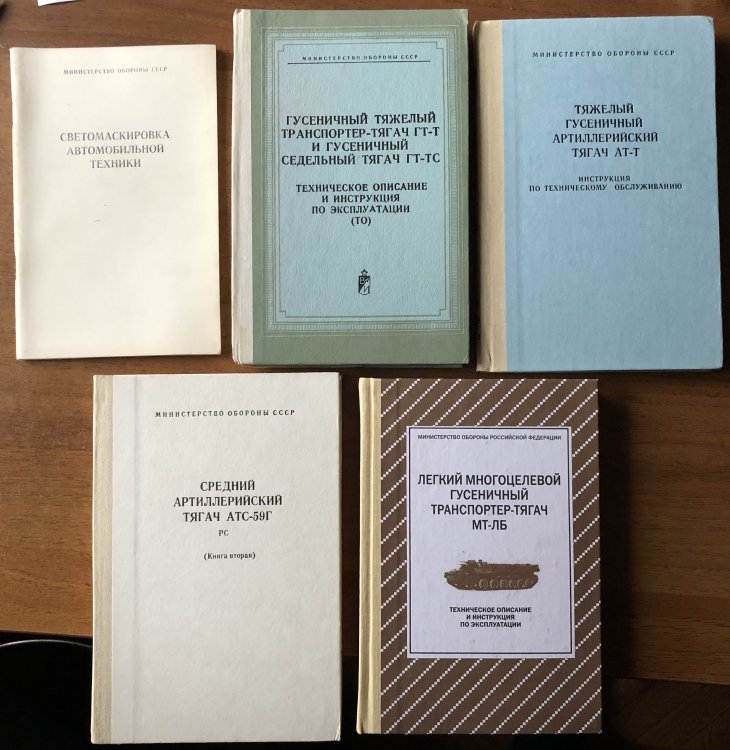 МИНИСТЕРСТВО ОБОРОНЫ СССР
СВЕТОМАСКИРОВКА
АВТОМОБИЛЬНОЙ
ТЕХНИКИ
МИНИСТЕРСТВО ОБОРОНЫ СССР
ГУСЕНИЧНЫЙ ТЯЖЕЛЫЙ
ТРАНСПОРТЕР-ТЯГАЧ ГТ-Т
И ГУСЕНИЧНЫЙ
СЕДЕЛЬНЫЙ ТЯГАЧ ГТ-ТС
ТЕХНИЧЕСКОЕ ОПИСАНИЕ
И ИНСТРУКЦИЯ
ПО ЭКСПЛУАТАЦИИ
(ТО)
МИНИСТЕРСТВО ОБОРОНЫ СССР
ТЯЖЕЛЫЙ
ГУСЕНИЧНЫЙ
АРТИЛЛЕРИЙСКИЙ
ТЯГАЧ АТ-Т
ИНСТРУКЦИЯ
ПО ТЕХНИЧЕСКОМУ ОБСЛУЖИВАНИЮ
МИНИСТЕРСТВО ОБОРОНЫ СССР
СРЕДНИЙ
АРТИЛЛЕРИЙСКИЙ
ТЯГАЧ АТС-59Г
РС
(Книга вторая)
МИНИСТЕРСТВО ОБОРОНЫ РОССИЙСКОЙ ФЕДЕРАЦИИ
ЛЕГКИЙ МНОГОЦЕЛЕВОЙ
ГУСЕНИЧНЫЙ
ТРАНСПОРТЕР-ТЯГАЧ
МТ-ЛБ
ТЕХНИЧЕСКОЕ ОПИСАНИЕ
И ИНСТРУКЦИЯ
ПО ЭКСПЛУАТАЦИИ